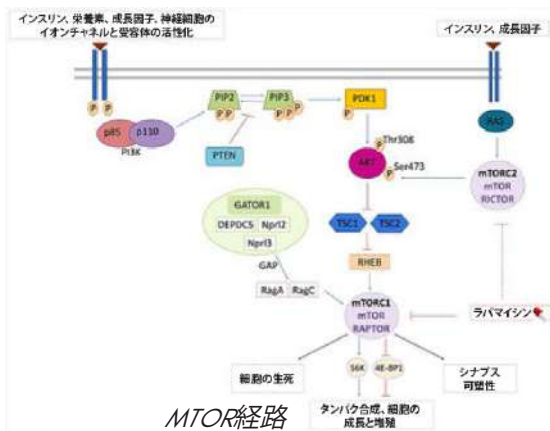 インスリン、栄養素、成長因子、神経細胞の
イオンチャネルと受容体の活性化
インスリン, 成長因子
P P
p85 p110
PI3K
PIP2
P P
PIP3
P P P
PDK1
P
PTEN
RAS
AKT
P Thr308
P Ser473
mTORC2
mTOR
RICTOR
GATOR1
DEPDC5 Nprl2
Nprl3
GAP
RagA RagC
TSC1 TSC2
RHEB
mTORC1
mTOR
RAPTOR
ラパマイシン
S6K 4E-BP1
細胞の生死
シナプス
可塑性
タンパク合成、細胞の
成長と増殖
MTOR経路